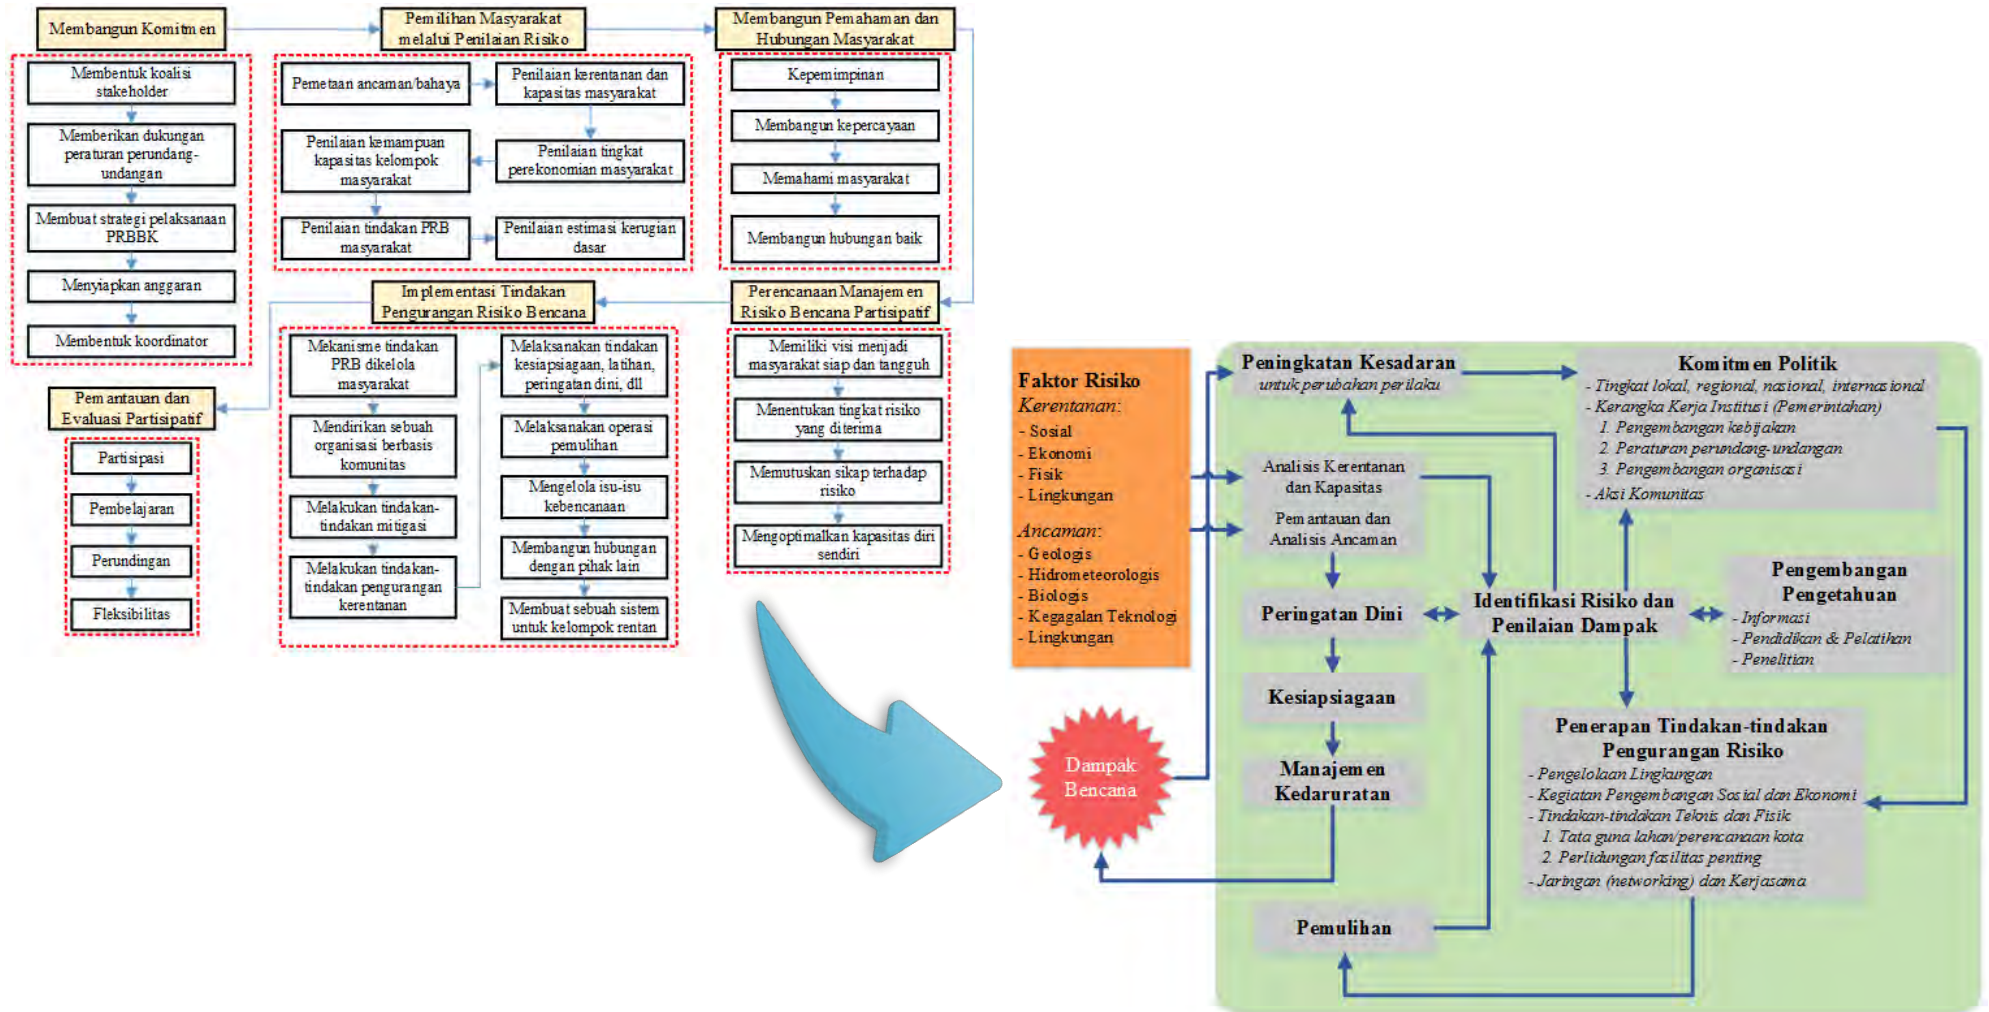 Membangun Komitmen
Membentuk koalisi
stakeholder
Memberikan dukungan
peraturan perundang-
undangan
Membuat strategi pelaksanaan
PRBBK
Menyiapkan anggaran
Membentuk koordinator
Pemilihan Masyarakat
melalui Penilaian Risiko
Pemetaan ancaman/bahaya
Penilaian kerentanan dan
kapasitas masyarakat
Penilaian tingkat
perekonomian masyarakat
Penilaian kemampuan
kapasitas kelompok
masyarakat
Penilaian tindakan PRB
masyarakat
Penilaian estimasi kerugian
dasar
Membangun Pemahaman dan
Hubungan Masyarakat
Kepemimpinan
Membangun kepercayaan
Memahami masyarakat
Membangun hubungan baik
Perencanaan Manajemen
Risiko Bencana Partisipatif
Memiliki visi menjadi
masyarakat siap dan tangguh
Menentukan tingkat risiko
yang diterima
Memutuskan sikap terhadap
risiko
Mengoptimalkan kapasitas diri
sendiri
Implementasi Tindakan
Pengurangan Risiko Bencana
Mekanisme tindakan
PRB dikelola
masyarakat
Mendirikan sebuah
organisasi berbasis
komunitas
Melakukan tindakan-
tindakan mitigasi
Melakukan tindakan-
tindakan pengurangan
kerentanan
Melaksanakan tindakan
kesiapsiagaan, latihan,
peringatan dini, dll
Melaksanakan operasi
pemulihan
Mengelola isu-isu
kebencanaan
Membangun hubungan
dengan pihak lain
Membuat sebuah sistem
untuk kelompok rentan
Pemantauan dan
Evaluasi Partisipatif
Partisipasi
Pembelajaran
Perundingan
Fleksibilitas
Faktor Risiko
Kerentanan:
- Sosial
- Ekonomi
- Fisik
- Lingkungan
Ancaman:
- Geologis
- Hidrometeorologis
- Biologis
- Kegagalan Teknologi
- Lingkungan
Dampak
Bencana
Peningkatan Kesadaran
untuk perubahan perilaku
Analisis Kerentanan
dan Kapasitas
Pemantauan dan
Analisis Ancaman
Peringatan Dini
Kesiapsiagaan
Manajemen
Kedaruratan
Pemulihan
Identifikasi Risiko dan
Penilaian Dampak
Komitmen Politik
- Tingkat lokal, regional, nasional, internasional
- Kerangka Kerja Institusi (Pemerintahan)
1. Pengembangan kebijakan
2. Peraturan perundang-undangan
3. Pengembangan organisasi
- Aksi Komunitas
Pengembangan
Pengetahuan
- Informasi
- Pendidikan & Pelatihan
- Penelitian
Penerapan Tindakan-tindakan
Pengurangan Risiko
- Pengelolaan Lingkungan
- Kegiatan Pengembangan Sosial dan Ekonomi
- Tindakan-tindakan Teknis dan Fisik
1. Tata guna lahan/perencanaan kota
2. Perlidungan fasilitas penting
- Jaringan (networking) dan Kerjasama